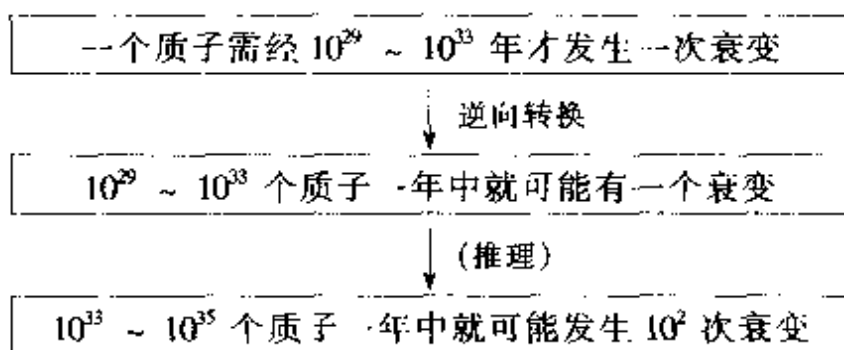 一个质子需经 10²⁹ ~ 10³³ 年才发生一次衰变
逆向转换
10²⁹ ~ 10³³ 个质子一年中就可能有一个衰变
(推理)
10³³ ~ 10³⁵ 个质子一年中就可能发生 10² 次衰变